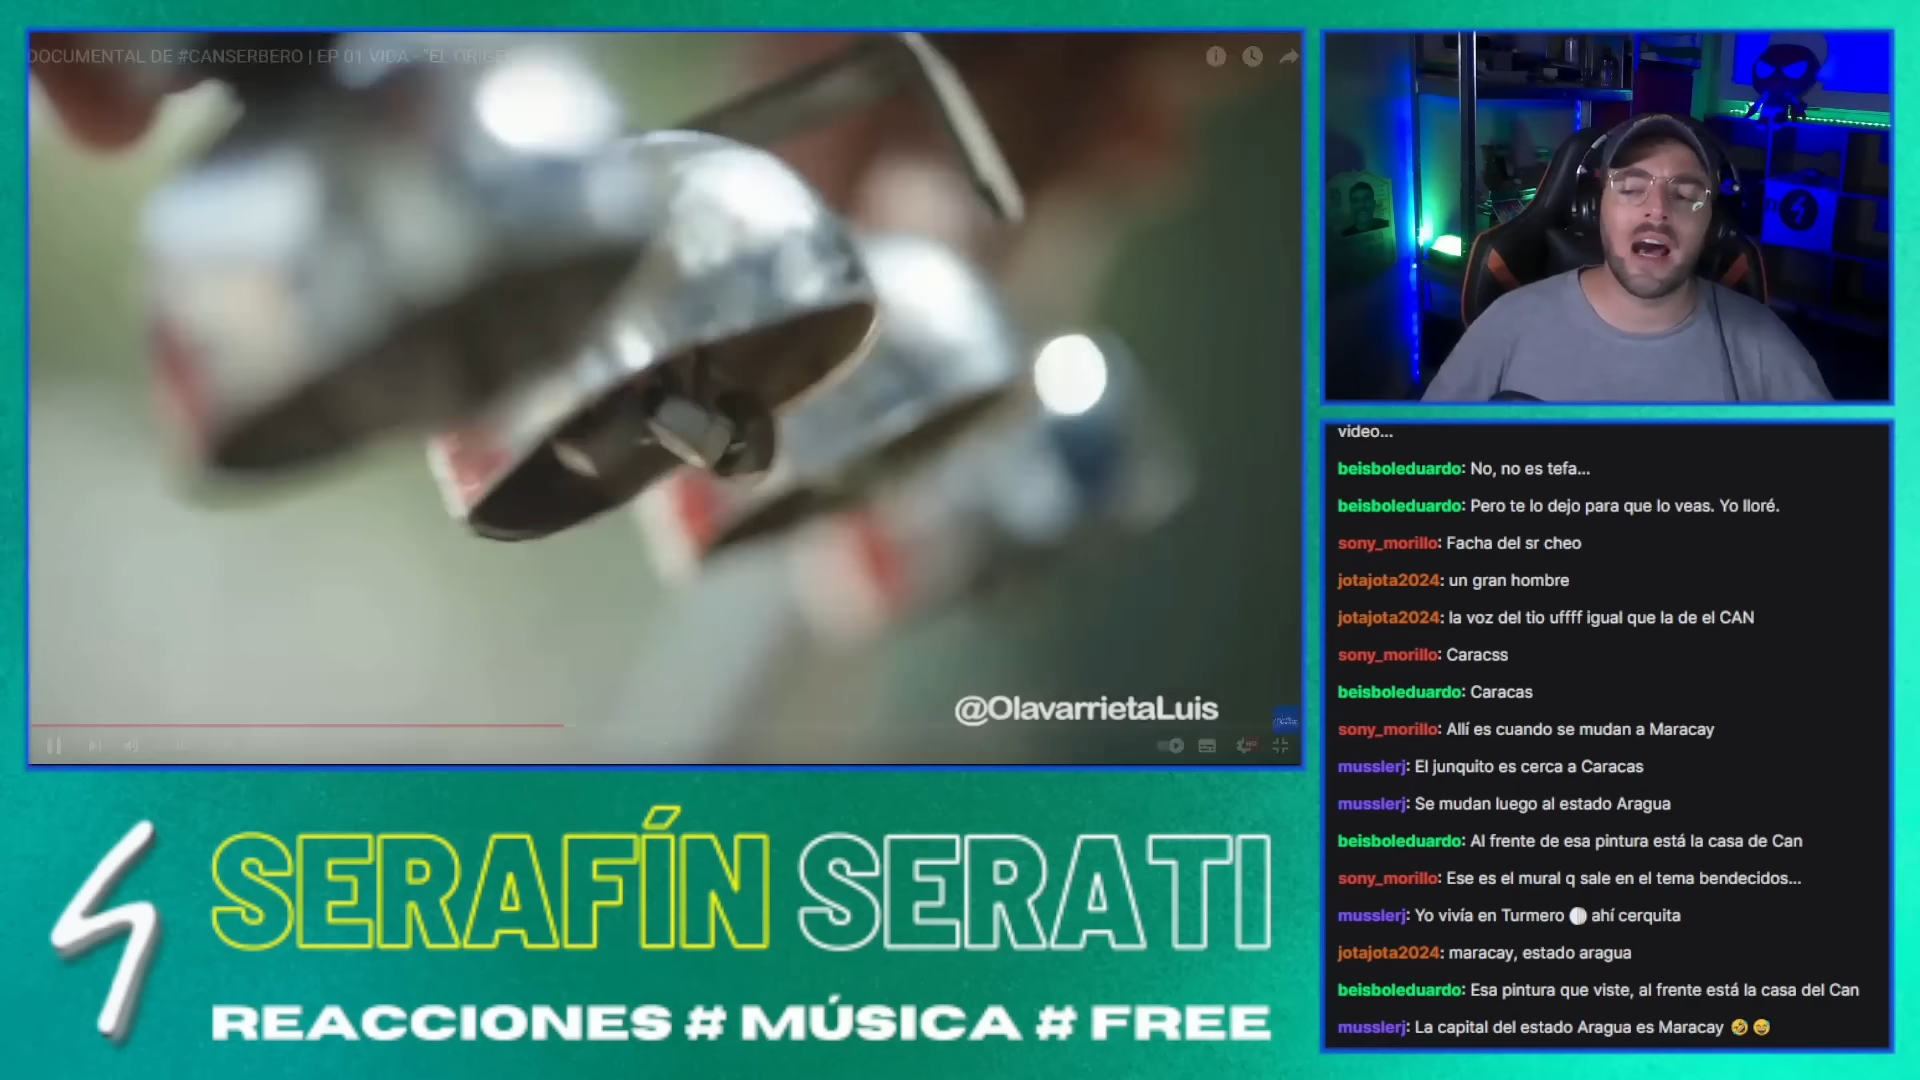 DOCUMENTAL DE #CANSERBERO | EP 01 VIDA - "EL ORIGEN
@OlavarrietaLuis
video...
beisboleduardo: No, no es tefa...
beisboleduardo: Pero te lo dejo para que lo veas. Yo lloré.
sony_morillo: Facha del sr cheo
jotajota2024: un gran hombre
jotajota2024: la voz del tio uffff igual que la de el CAN
sony_morillo: Caracss
beisboleduardo: Caracas
sony_morillo: Allí es cuando se mudan a Maracay
musslerj: El junquito es cerca a Caracas
musslerj: Se mudan luego al estado Aragua
beisboleduardo: Al frente de esa pintura está la casa de Can
sony_morillo: Ese es el mural q sale en el tema bendecidos...
musslerj: Yo vivía en Turmero ahí cerquita
jotajota2024: maracay, estado aragua
beisboleduardo: Esa pintura que viste, al frente está la casa del Can
musslerj: La capital del estado Aragua es Maracay 🤣 😅
SERAFÍN SERATI
REACCIONES # MÚSICA # FREE